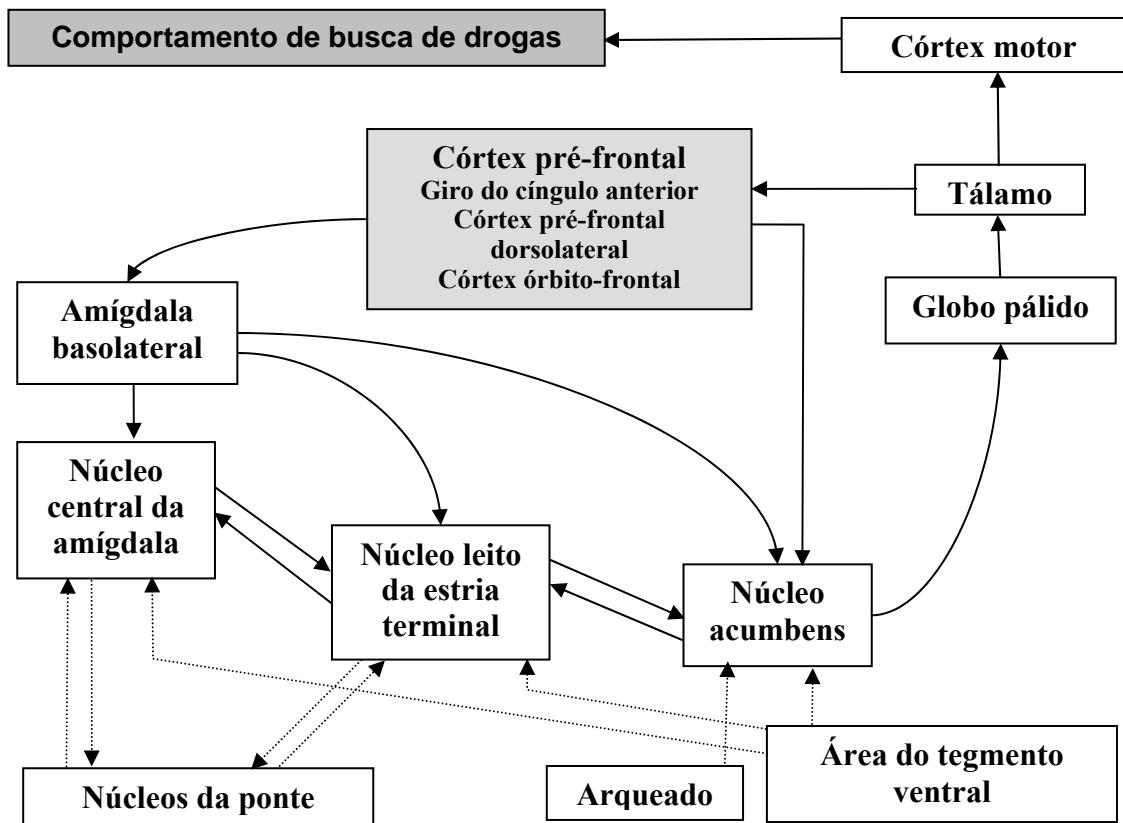 Comportamento de busca de drogas
Córtex motor
Córtex pré-frontal
Giro do cíngulo anterior
Córtex pré-frontal
dorsolateral
Córtex órbito-frontal
Tálamo
Globo pálido
Amígdala
basolateral
Núcleo
central da
amígdala
Núcleo leito
da estria
terminal
Núcleo
acumbens
Área do tegmento
ventral
Núcleos da ponte
Arqueado